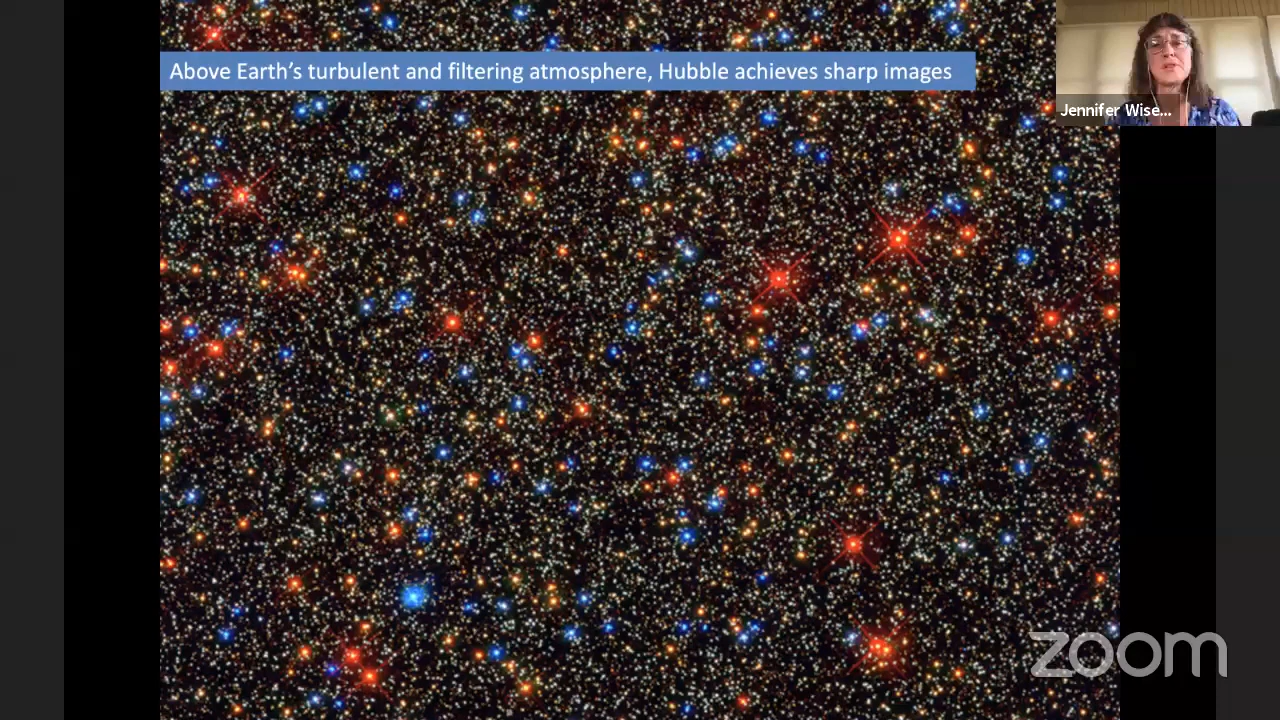 Above Earth's turbulent and filtering atmosphere, Hubble achieves sharp images
Jennifer Wise...
zoom